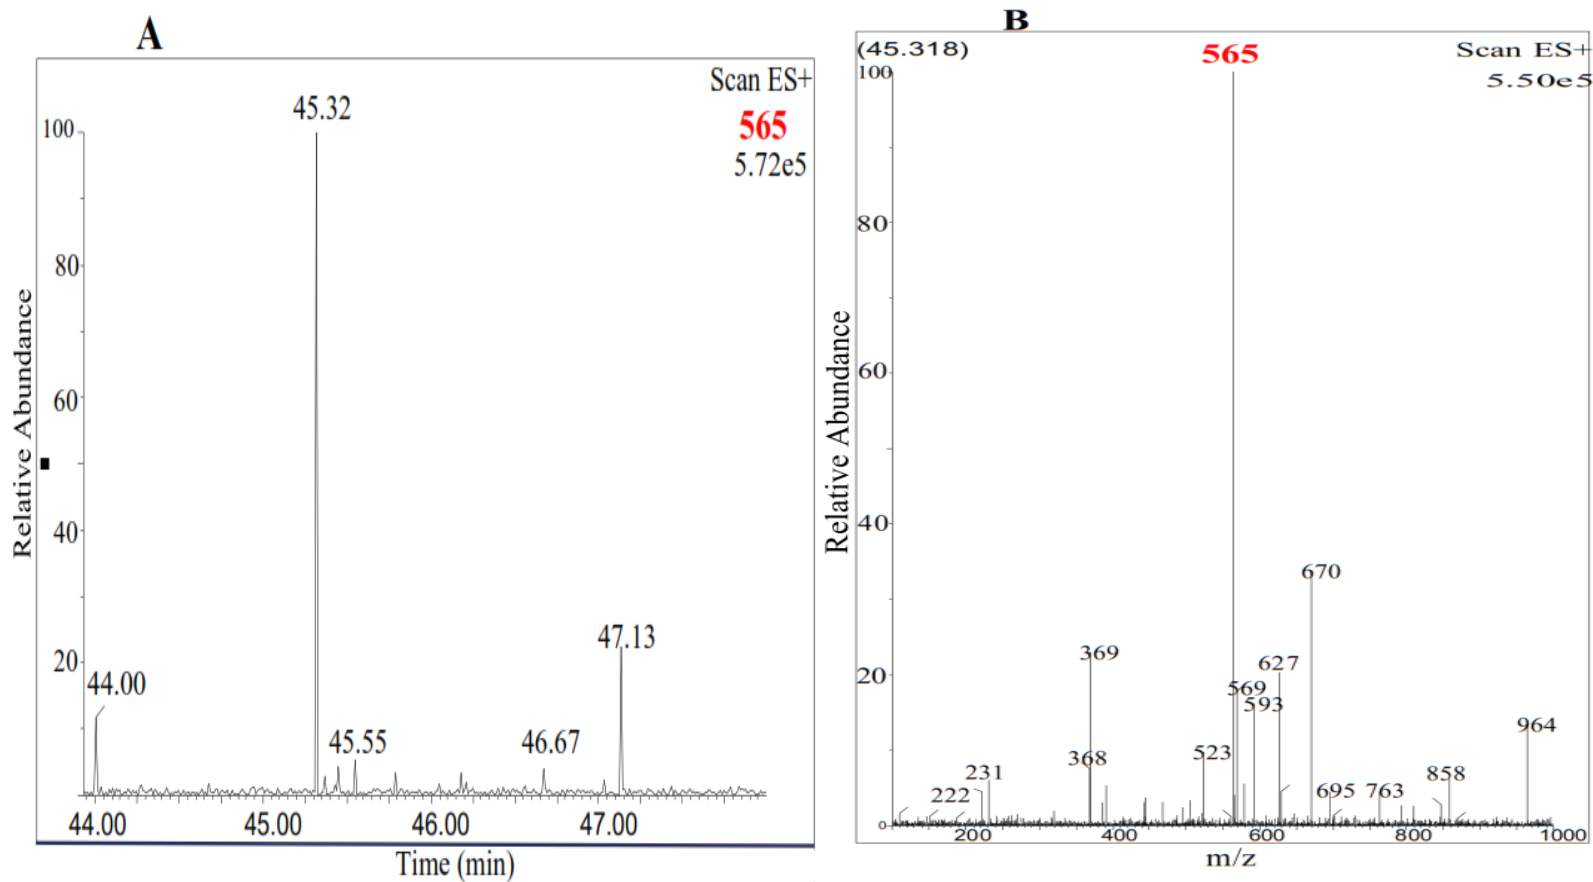 A
Scan ES+
565
5.72e5
45.32
100
80
60
40
20
44.00
45.55
46.67
47.13
44.00 45.00 46.00 47.00
Time (min)
Relative Abundance
B
(45.318)
565
Scan ES+
5.50e5
100
80
60
40
20
0
670
369
627
569
593
964
523
368
231
222
695
763
858
200 400 600 800 1000
m/z
Relative Abundance